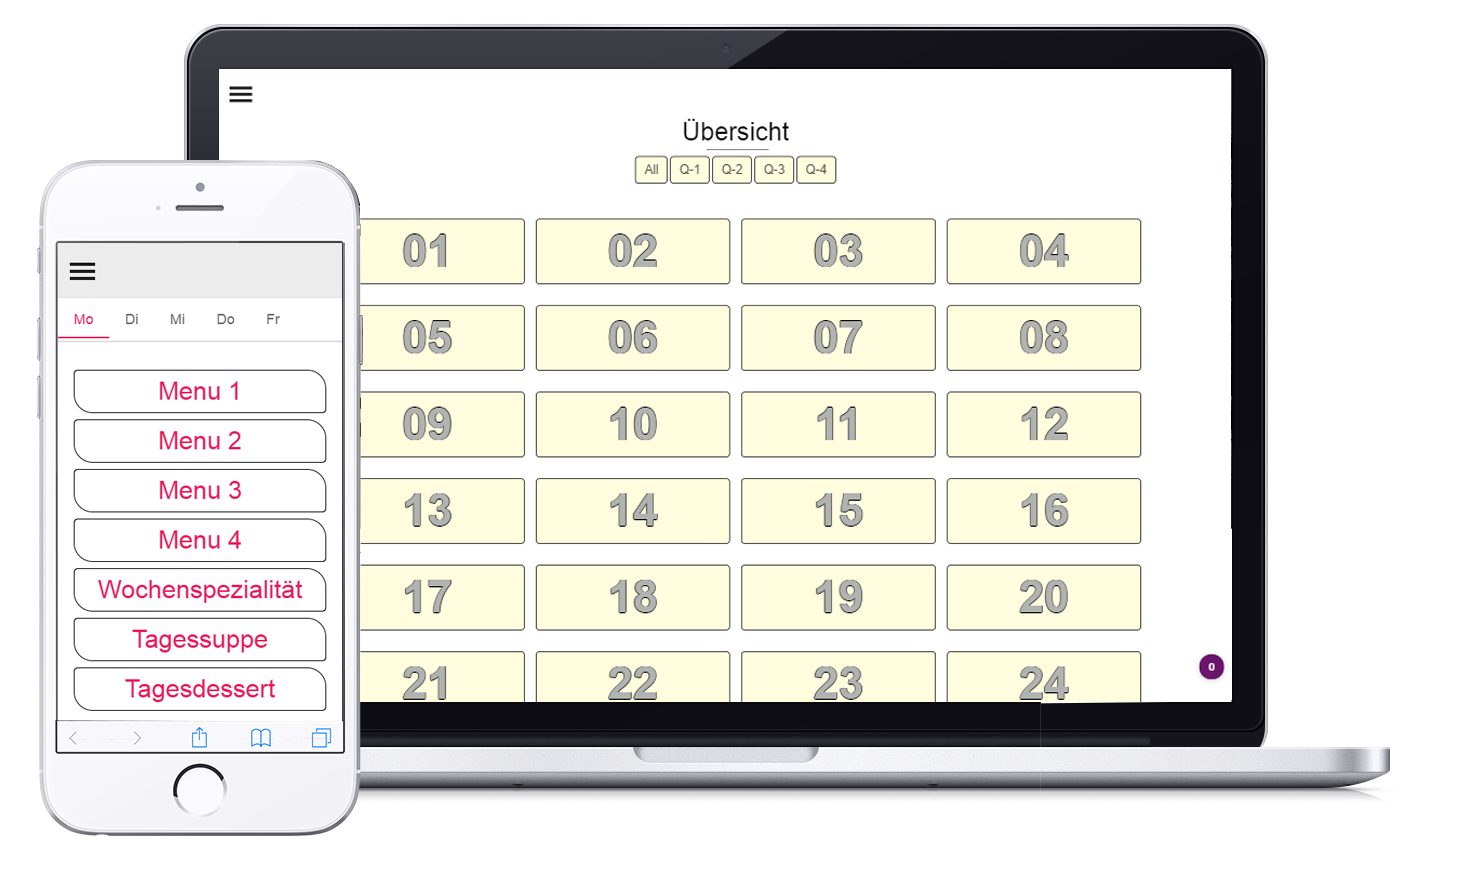 Übersicht
All Q-1 Q-2 Q-3 Q-4
01 02 03 04
05 06 07 08
09 10 11 12
13 14 15 16
17 18 19 20
21 22 23 24
0
Mo Di Mi Do Fr
Menu 1
Menu 2
Menu 3
Menu 4
Wochenspezialität
Tagessuppe
Tagesdessert